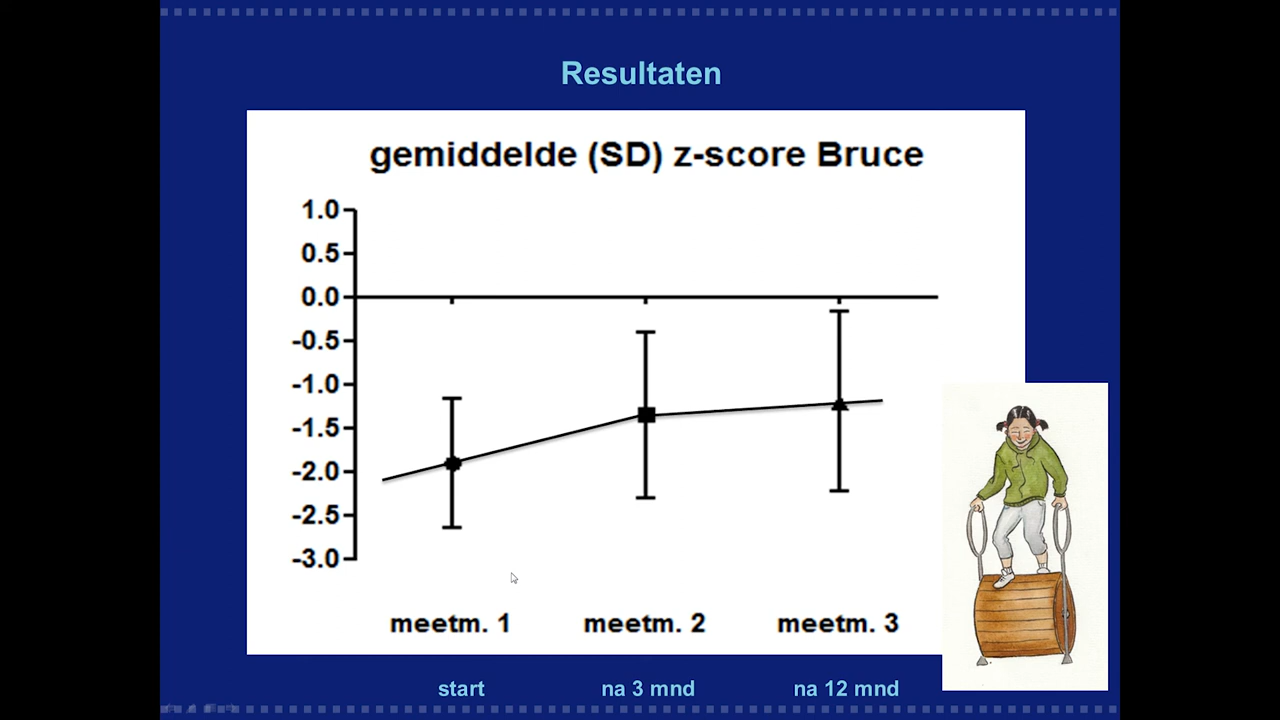 Resultaten
gemiddelde (SD) z-score Bruce
1.0
0.5
0.0
-0.5
-1.0
-1.5
-2.0
-2.5
-3.0
meetm. 1 meetm. 2 meetm. 3
start na 3 mnd na 12 mnd